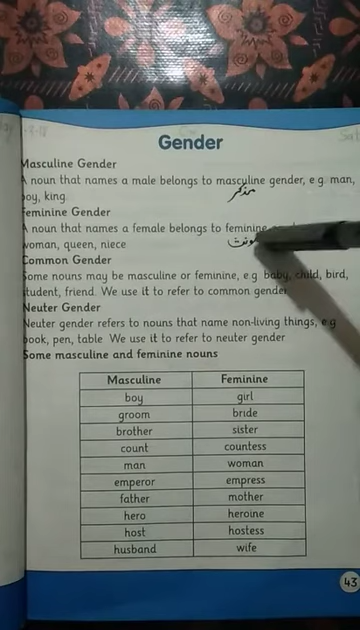 Gender
Masculine Gender
A noun that names a male belongs to masculine gender, e.g. man,
boy, king.
مذکر
Feminine Gender
A noun that names a female belongs to feminine
woman, queen, niece
مونث
Common Gender
Some nouns may be masculine or feminine, e.g. baby, child, bird,
student, friend. We use it to refer to common gender
Neuter Gender
Neuter gender refers to nouns that name non-living things, e.g
book, pen, table We use it to refer to neuter gender
Some masculine and feminine nouns
Masculine Feminine
boy girl
groom bride
brother sister
count countess
man woman
emperor empress
father mother
hero heroine
host hostess
husband wife
43